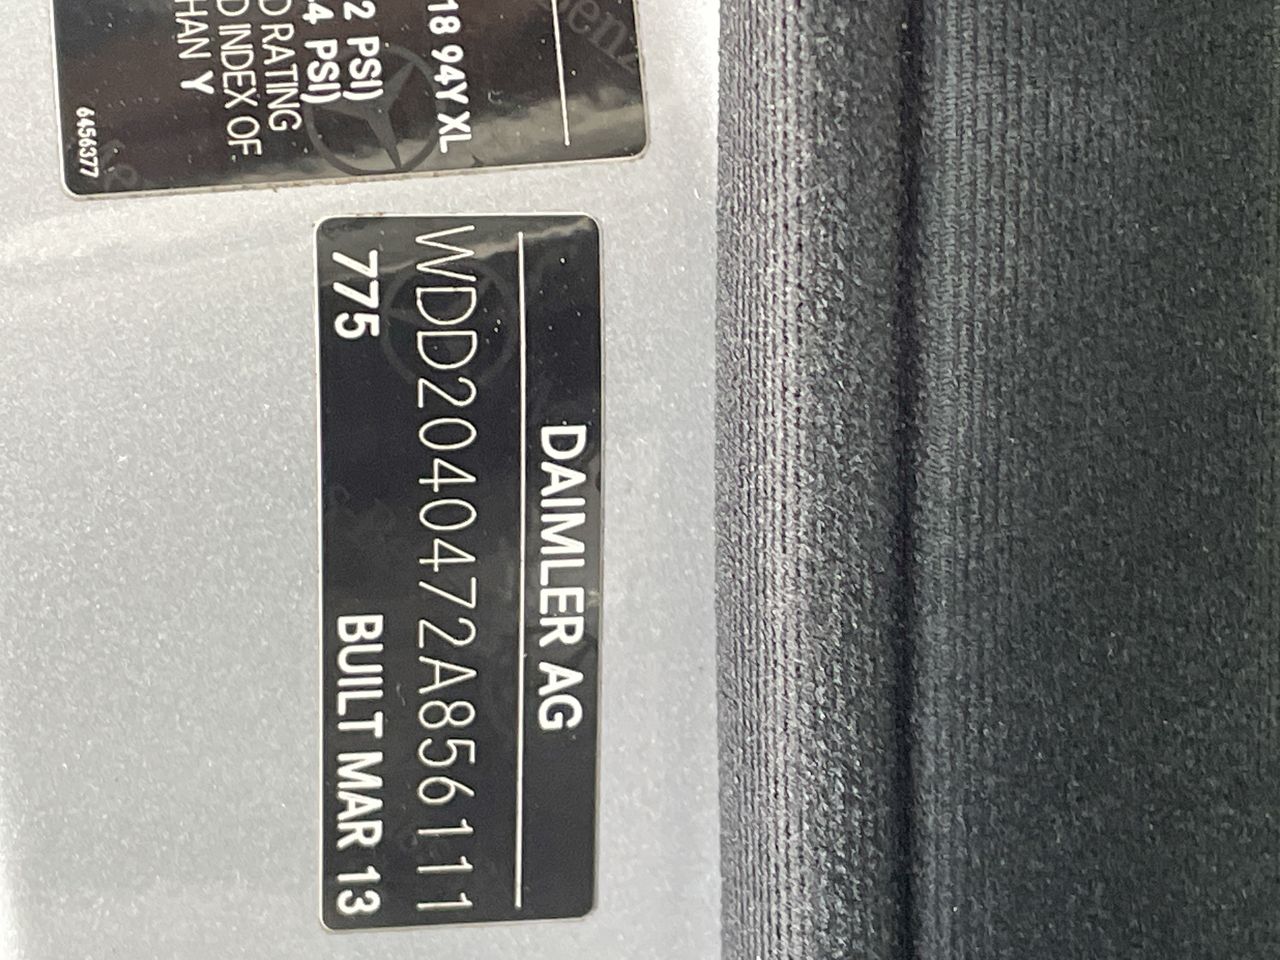 18 94Y XL
2 PSI)
4 PSI)
D RATING
D INDEX OF
HAN Y
6456377
DAIMLER AG
WDD2040472A856111
775 BUILT MAR 13